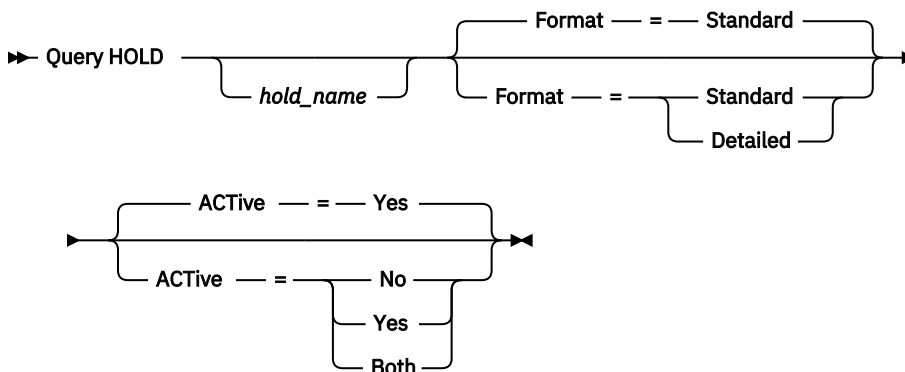 Format = Standard
Query HOLD
hold_name
Format = Standard
Detailed
ACTive = Yes
ACTive = No
Yes
Both